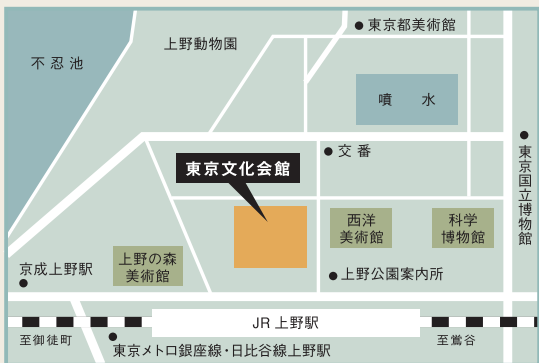 東京都美術館
上野動物園
不忍池
噴水
交番
東京国立博物館
東京文化会館
西洋
美術館
科学
博物館
上野の森
美術館
京成上野駅
上野公園案内所
JR上野駅
至御徒町
至鶯谷
東京メトロ銀座線・日比谷線上野駅